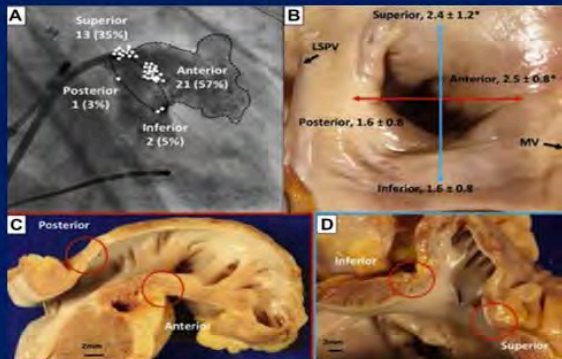 A
Superior
13 (35%)
Anterior
21 (57%)
Posterior
1 (3%)
Inferior
2 (5%)
B
Superior, 2.4 ± 1.2*
LSPV
Anterior, 2.5 ± 0.8*
Posterior, 1.6 ± 0.8
MV
Inferior, 1.6 ± 0.8
C
Posterior
Anterior
2mm
D
Inferior
Superior
2mm